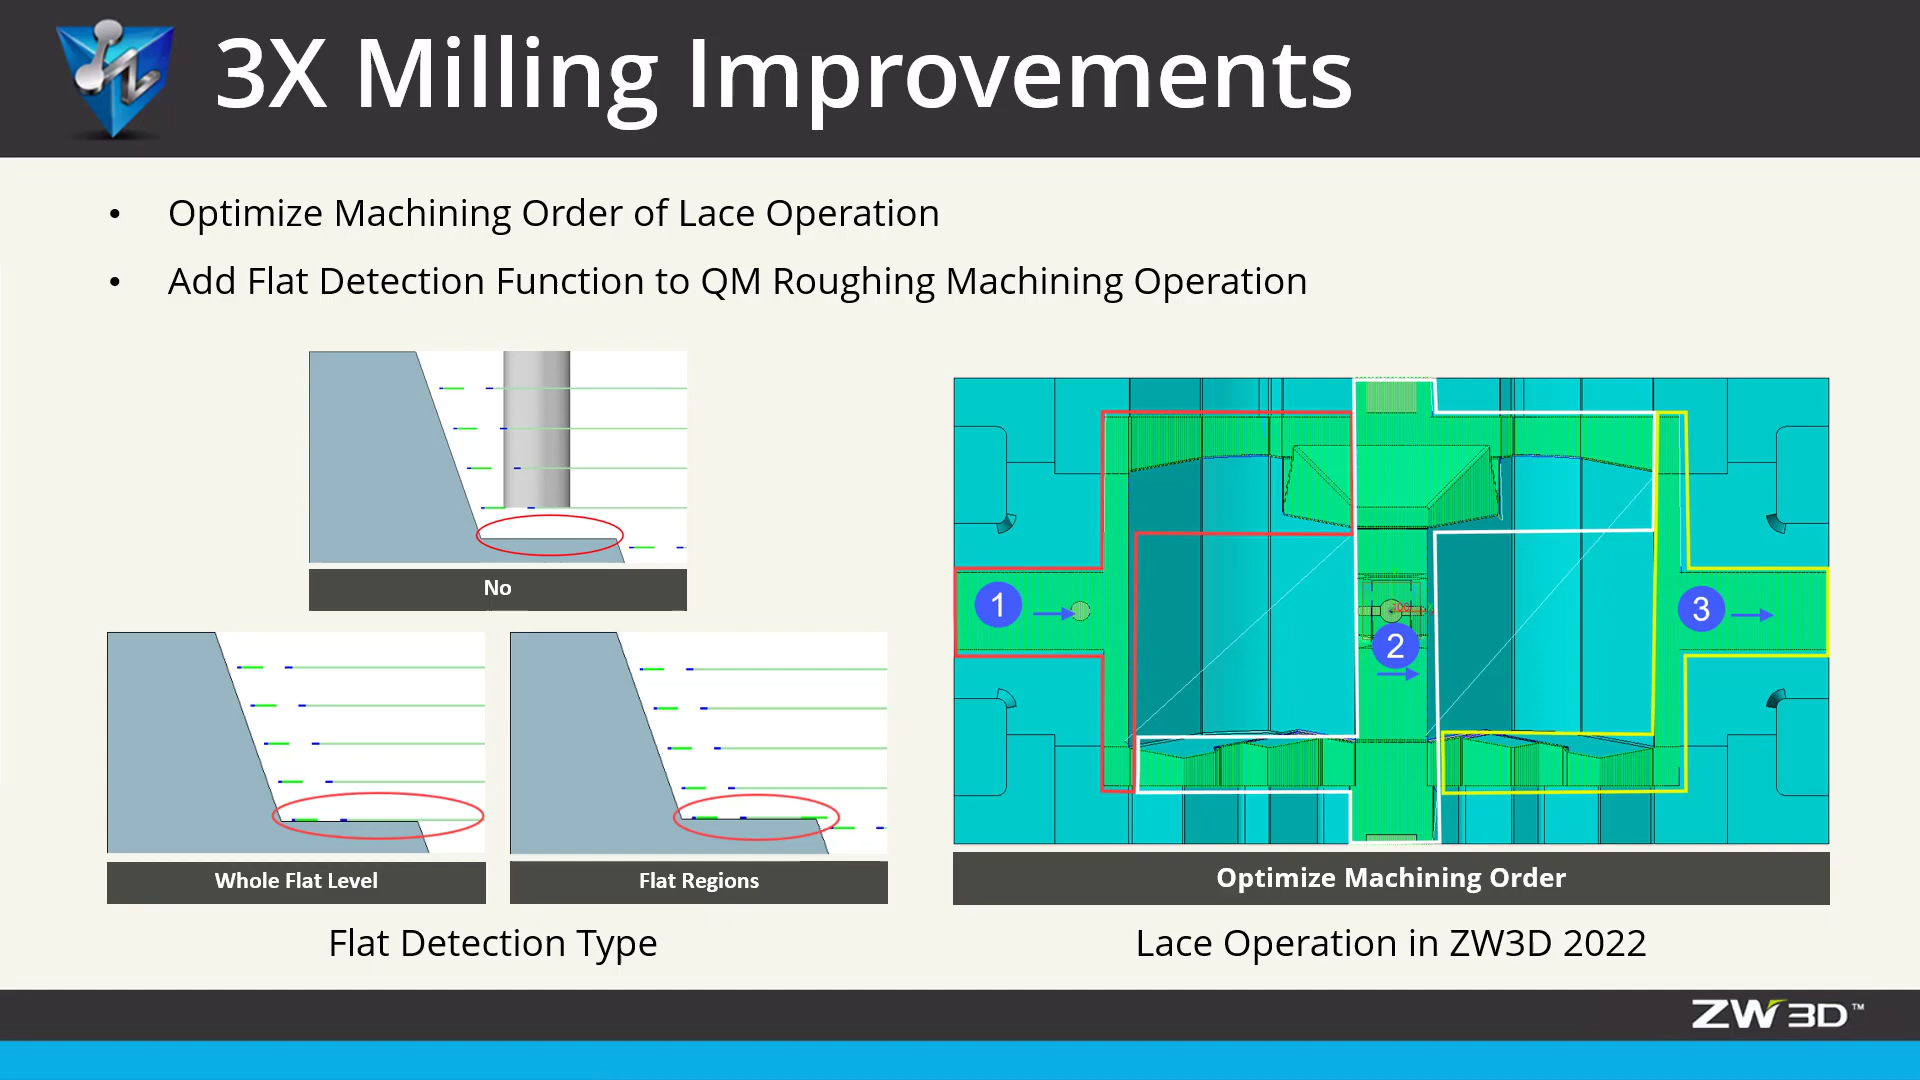 3X Milling Improvements
• Optimize Machining Order of Lace Operation
• Add Flat Detection Function to QM Roughing Machining Operation
No
Whole Flat Level
Flat Regions
Flat Detection Type
1
2
3
Optimize Machining Order
Lace Operation in ZW3D 2022
ZW3D™